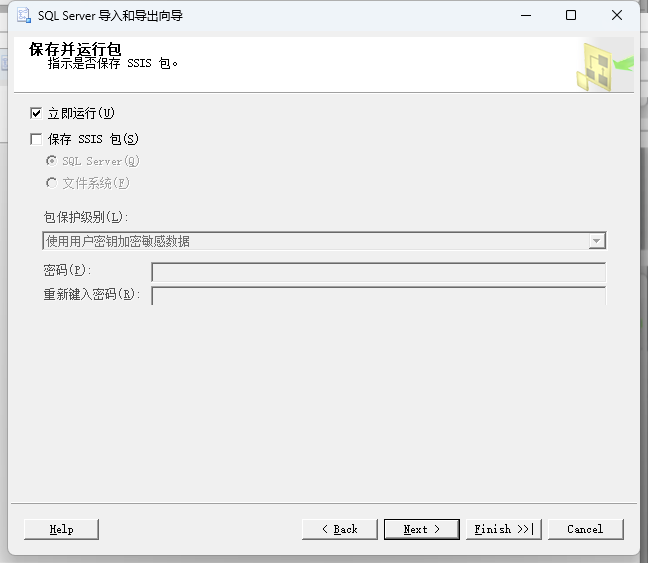 SQL Server 导入和导出向导
保存并运行包
指示是否保存 SSIS 包。
立即运行(U)
保存 SSIS 包(S)
SQL Server(Q)
文件系统(F)
包保护级别(L):
使用用户密钥加密敏感数据
密码(P):
重新键入密码(R):
Help
< Back
Next >
Finish >>|
Cancel